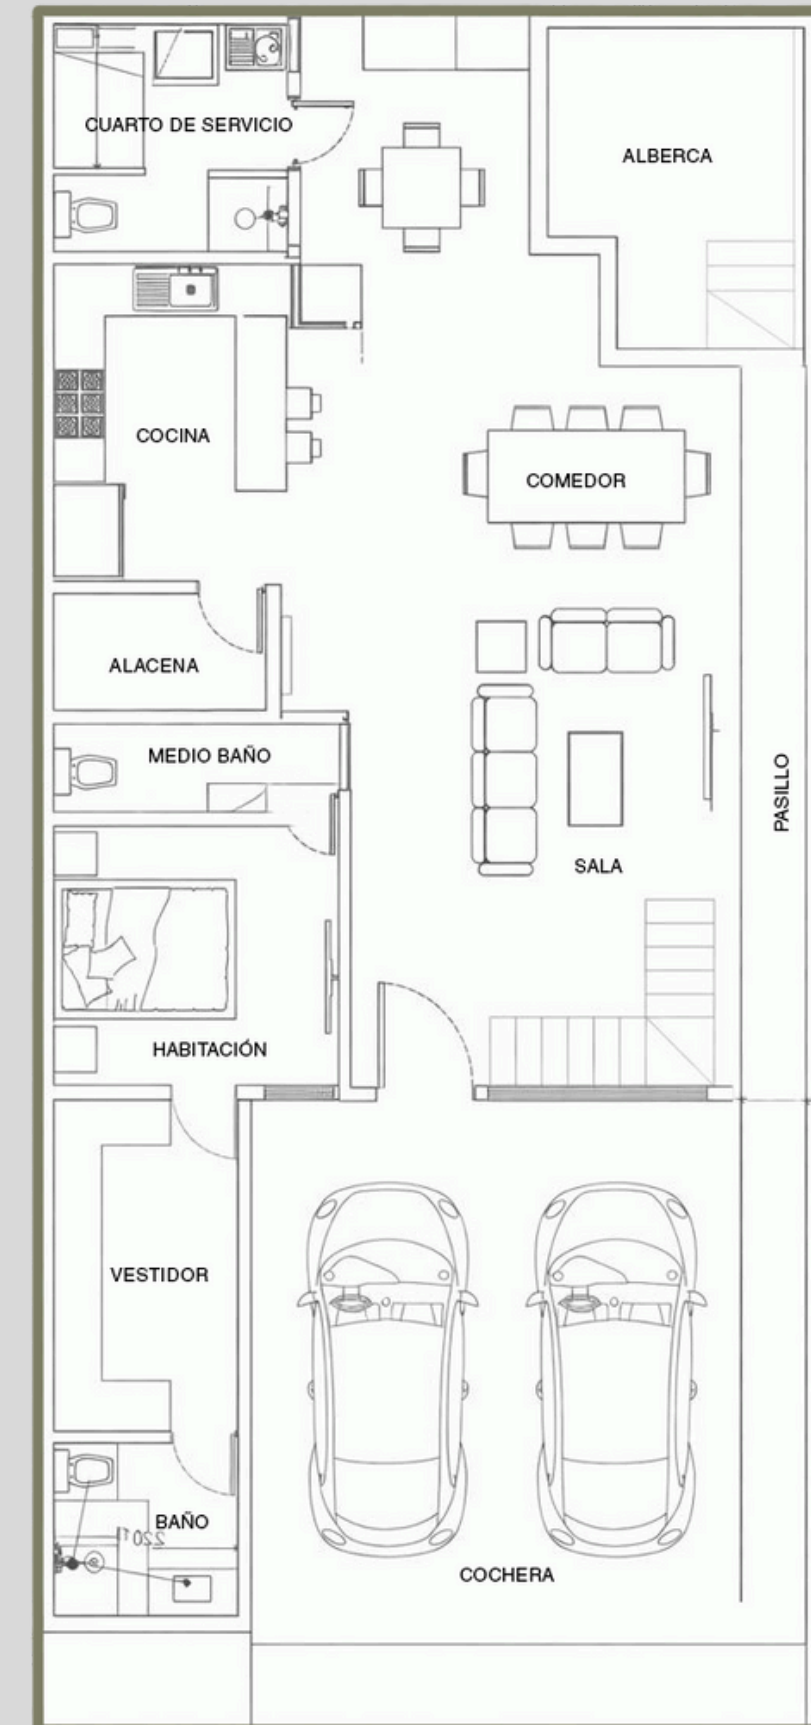 CUARTO DE SERVICIO
ALBERCA
COCINA
COMEDOR
ALACENA
MEDIO BAÑO
PASILLO
SALA
HABITACIÓN
VESTIDOR
BAÑO
COCHERA